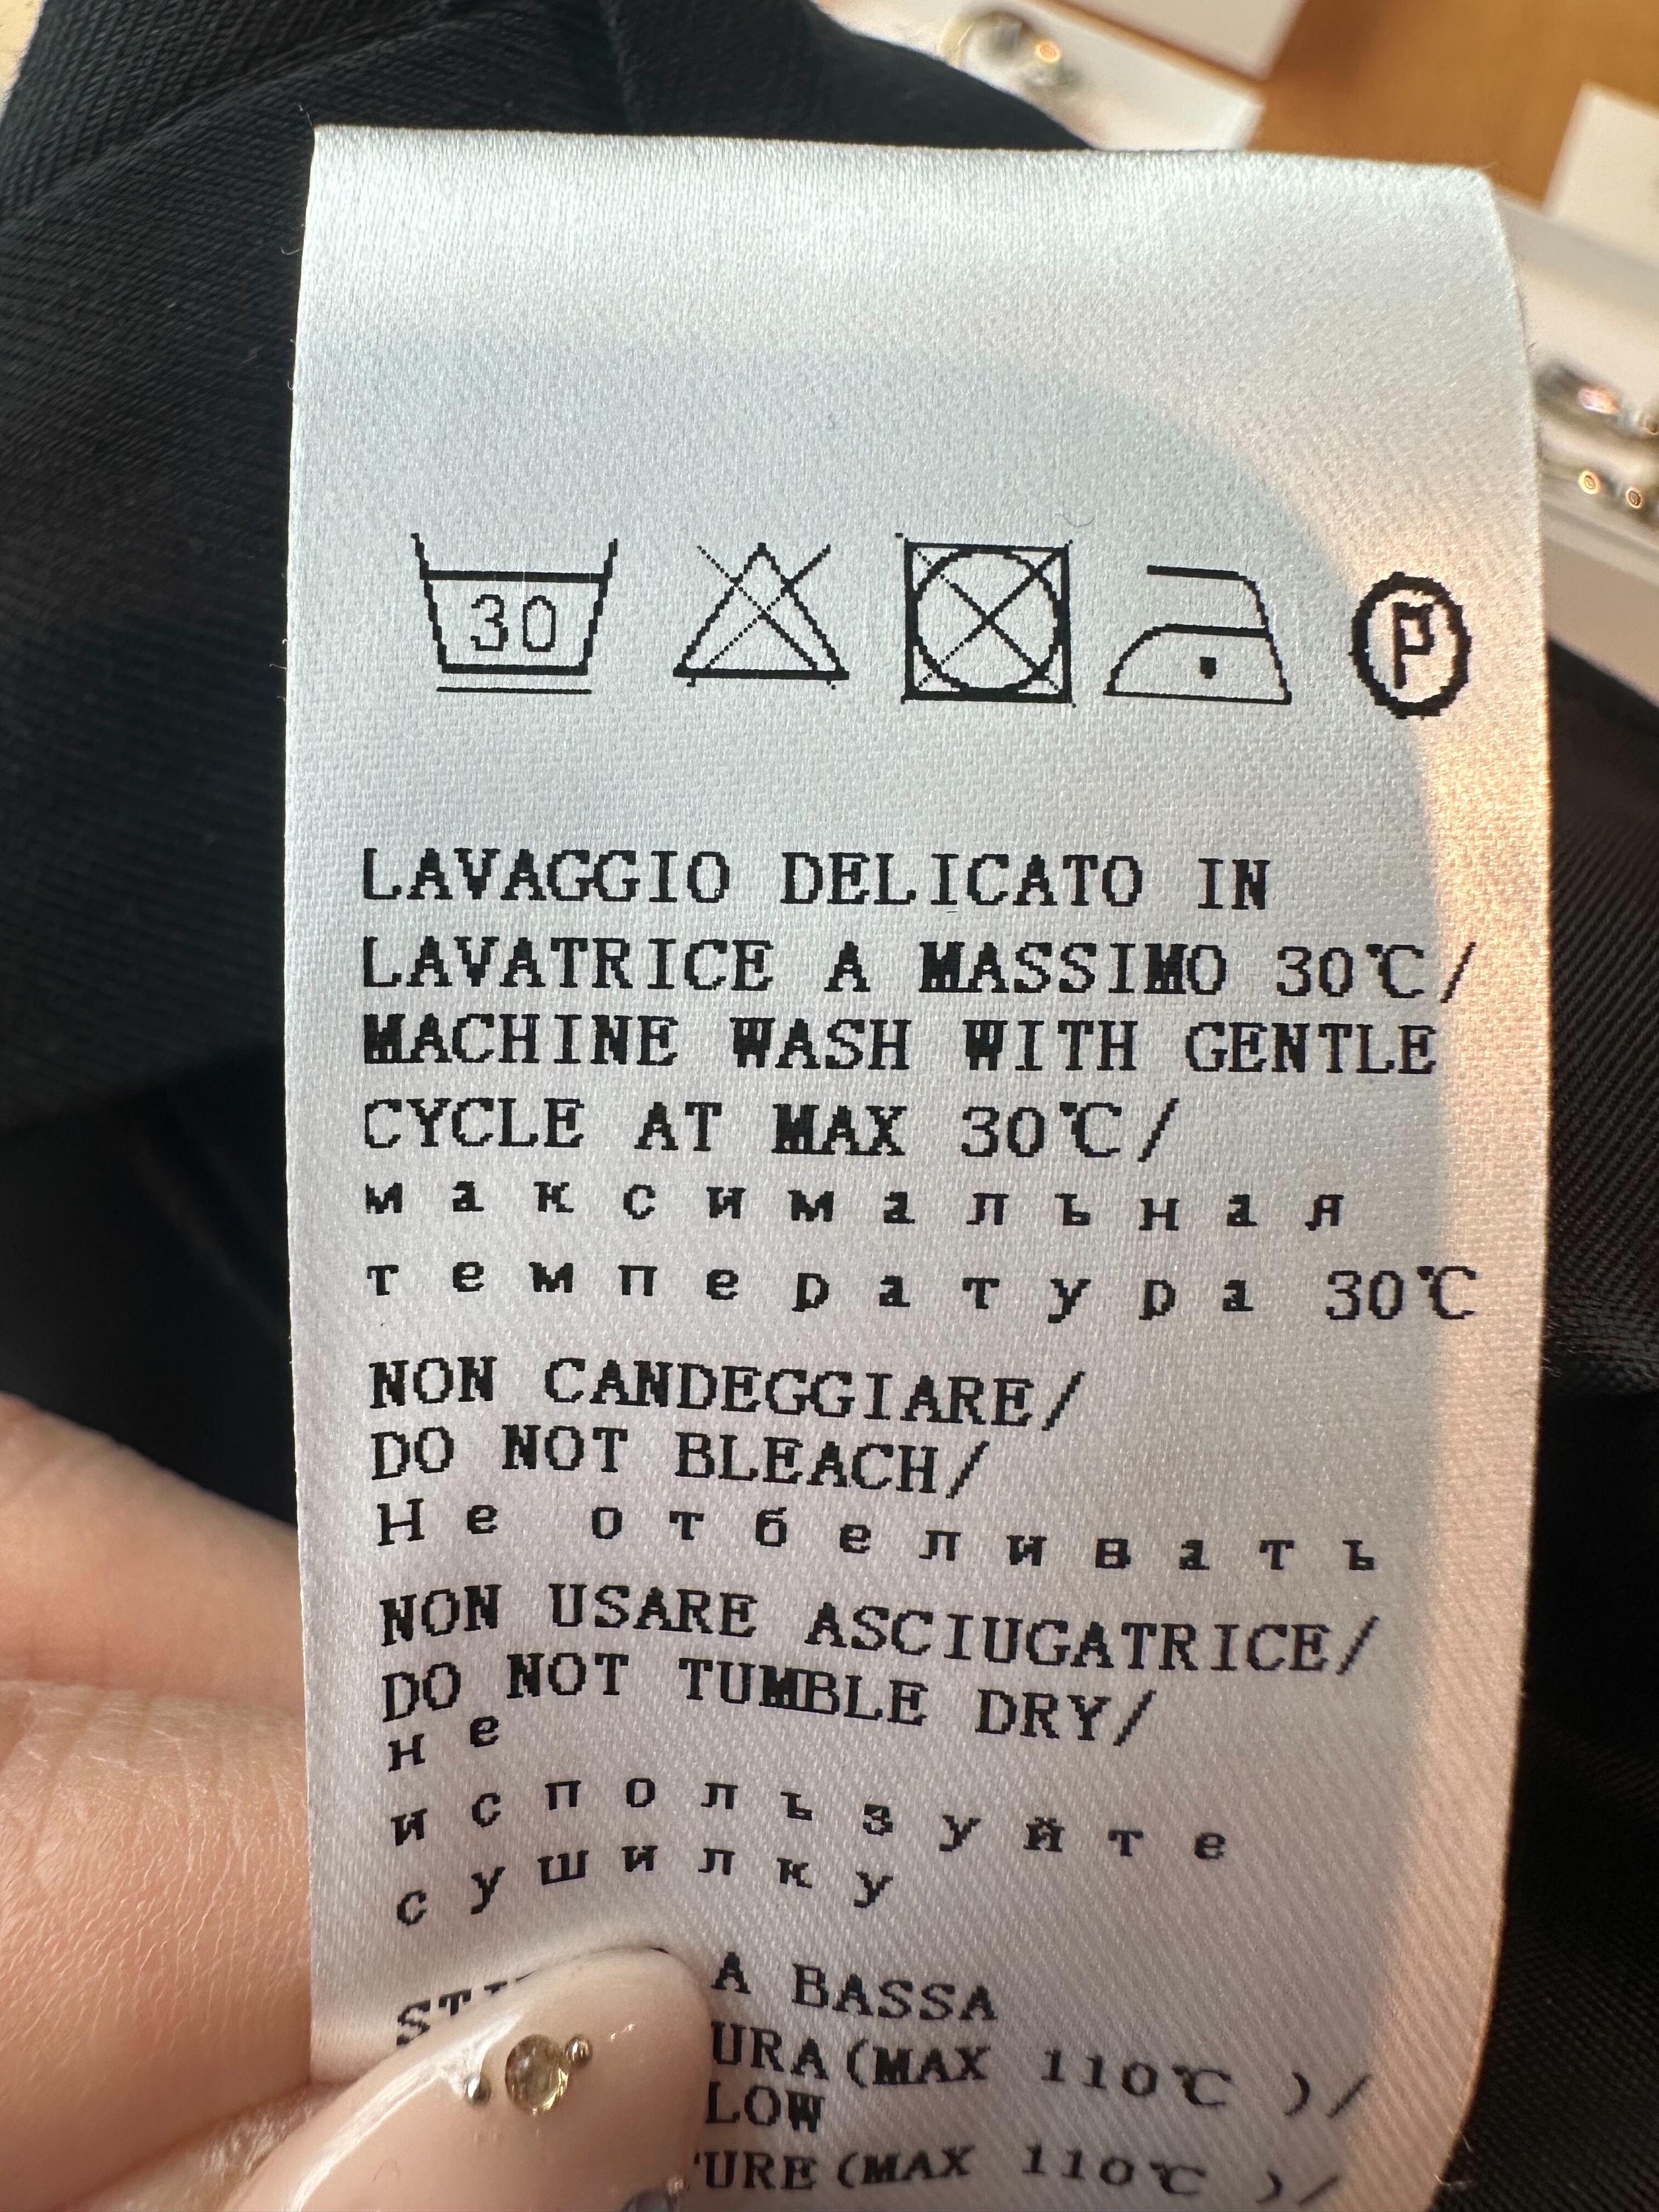 30
P
LAVAGGIO DELICATO IN
LAVATRICE A MASSIMO 30℃/
MACHINE WASH WITH GENTLE
CYCLE AT MAX 30℃/
максимальная
температура 30℃
NON CANDEGGIARE/
DO NOT BLEACH/
Не отбеливать
NON USARE ASCIUGATRICE/
DO NOT TUMBLE DRY/
не
используйте
сушилку
A BASSA
(MAX 110℃ )/
LOW
(MAX 110℃ )/